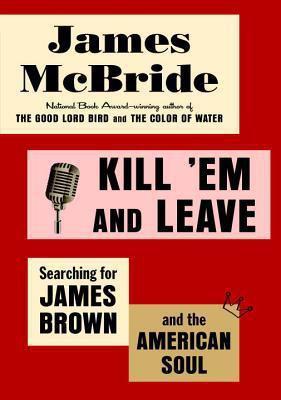 James
McBride
National Book Award–winning author of
THE GOOD LORD BIRD and THE COLOR OF WATER
KILL 'EM
AND LEAVE
Searching for
JAMES
BROWN
and the
AMERICAN
SOUL